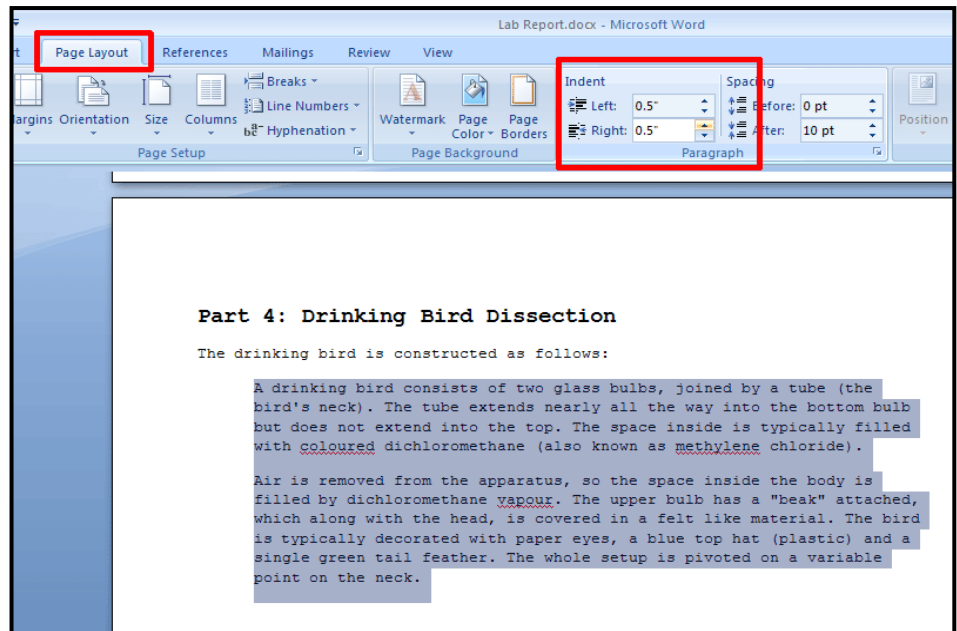 Lab Report.docx - Microsoft Word
Page Layout References Mailings Review View
Indent Spacing
Breaks
Line Numbers
Hyphenation
Orientation Size Columns
Watermark Page Color Page Borders
Left: 0.5" Before: 0 pt
Right: 0.5" After: 10 pt
Position
Page Setup Page Background Paragraph
Part 4: Drinking Bird Dissection
The drinking bird is constructed as follows:
A drinking bird consists of two glass bulbs, joined by a tube (the
bird's neck). The tube extends nearly all the way into the bottom bulb
but does not extend into the top. The space inside is typically filled
with coloured dichloromethane (also known as methylene chloride).
Air is removed from the apparatus, so the space inside the body is
filled by dichloromethane vapour. The upper bulb has a "beak" attached,
which along with the head, is covered in a felt like material. The bird
is typically decorated with paper eyes, a blue top hat (plastic) and a
single green tail feather. The whole setup is pivoted on a variable
point on the neck.